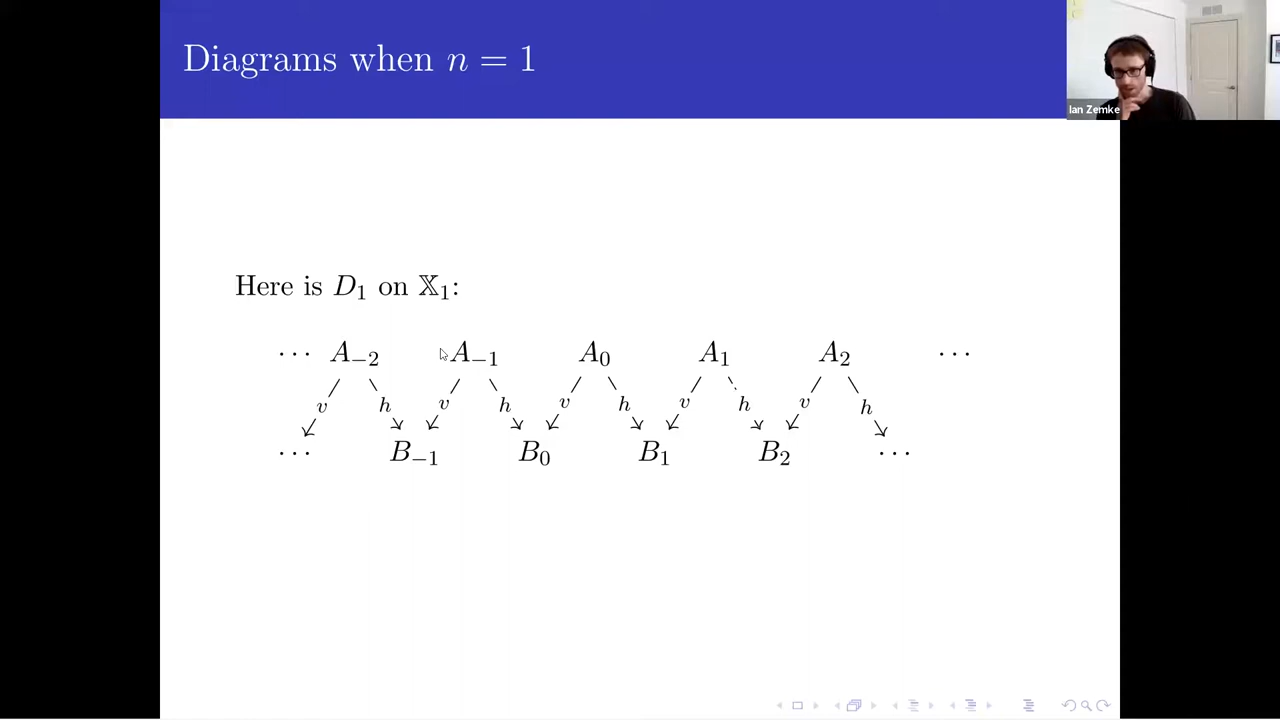 Diagrams when n = 1
Ian Zemke
Here is D₁ on 𝕏₁:
⋯ A₋₂ A₋₁ A₀ A₁ A₂ ⋯
v h v h v h v h v h
⋯ B₋₁ B₀ B₁ B₂ ⋯